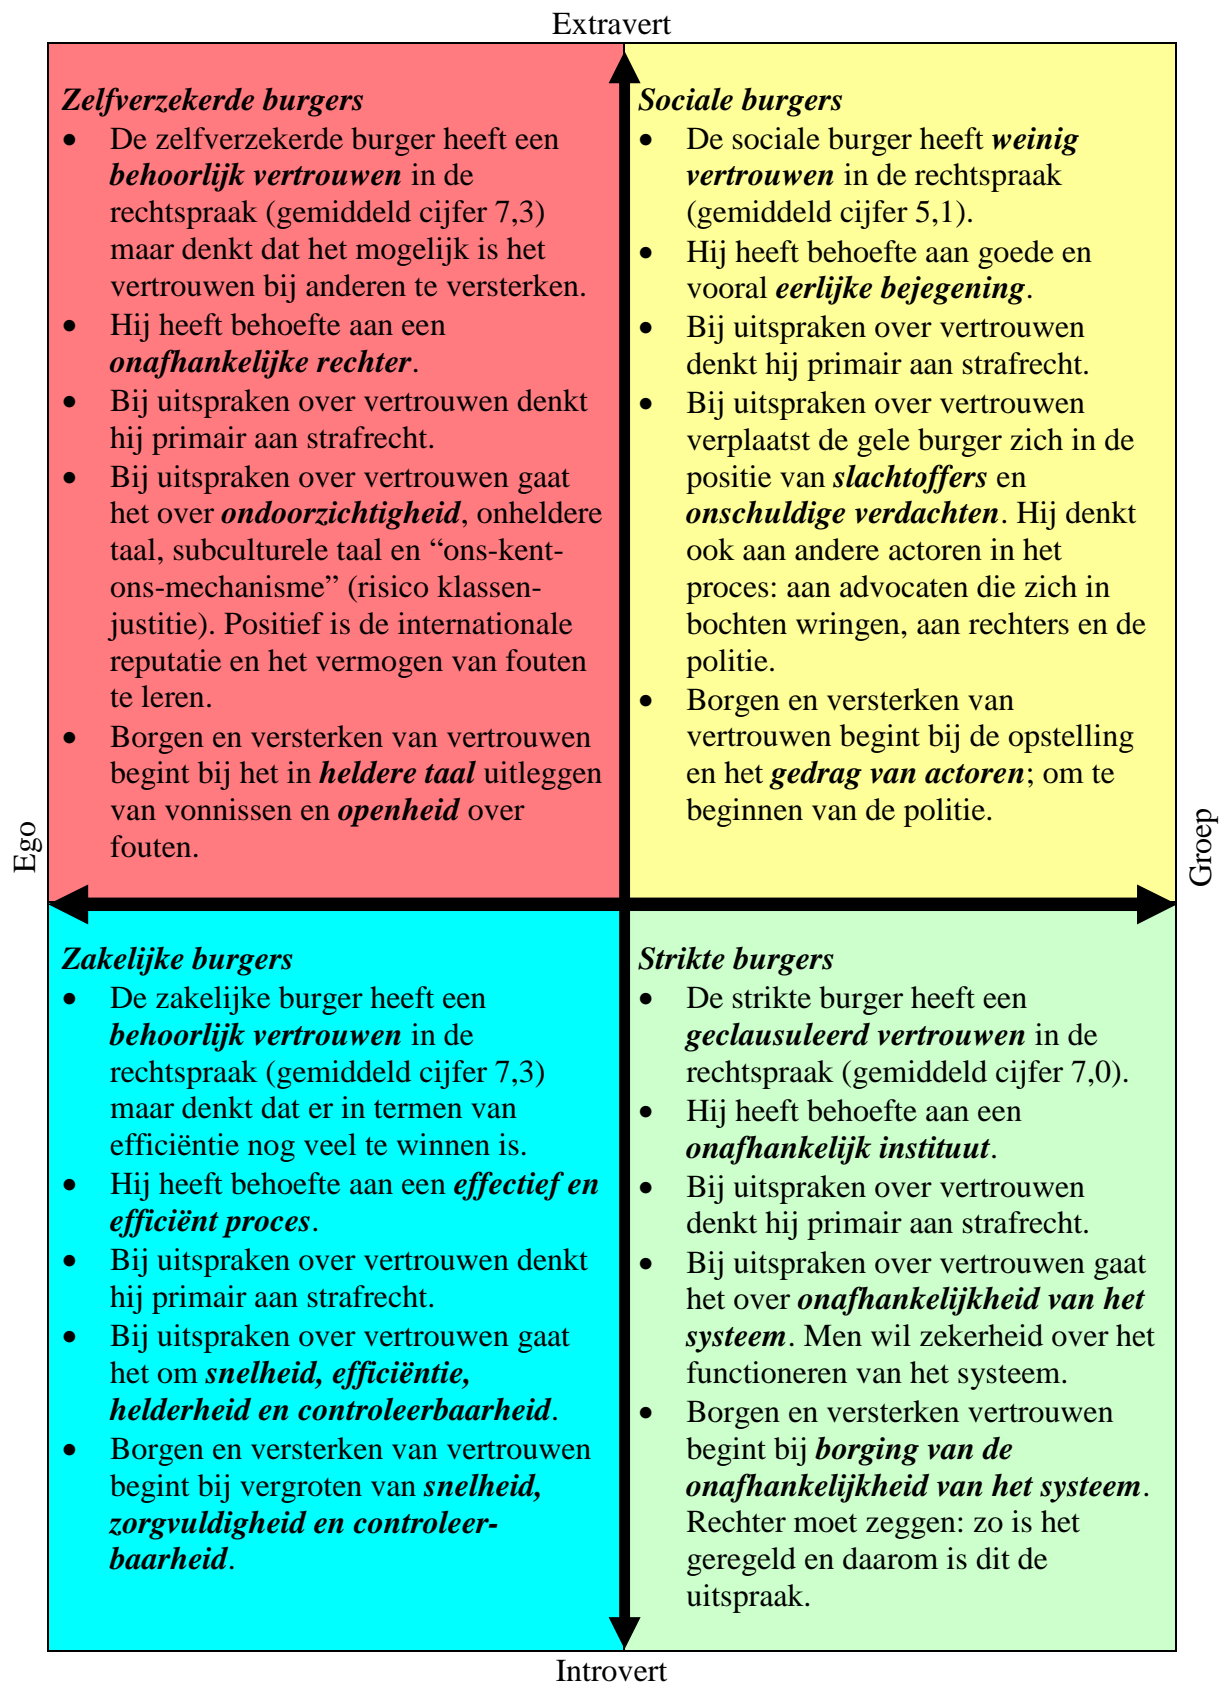 Extravert
Zelfverzekerde burgers
• De zelfverzekerde burger heeft een
behoorlijk vertrouwen in de
rechtspraak (gemiddeld cijfer 7,3)
maar denkt dat het mogelijk is het
vertrouwen bij anderen te versterken.
• Hij heeft behoefte aan een
onafhankelijke rechter.
• Bij uitspraken over vertrouwen denkt
hij primair aan strafrecht.
• Bij uitspraken over vertrouwen gaat
het over ondoorzichtigheid, onheldere
taal, subculturele taal en “ons-kent-
ons-mechanisme” (risico klassen-
justitie). Positief is de internationale
reputatie en het vermogen van fouten
te leren.
• Borgen en versterken van vertrouwen
begint bij het in heldere taal uitleggen
van vonnissen en openheid over
fouten.
Sociale burgers
• De sociale burger heeft weinig
vertrouwen in de rechtspraak
(gemiddeld cijfer 5,1).
• Hij heeft behoefte aan goede en
vooral eerlijke bejegening.
• Bij uitspraken over vertrouwen
denkt hij primair aan strafrecht.
• Bij uitspraken over vertrouwen
verplaatst de gele burger zich in de
positie van slachtoffers en
onschuldige verdachten. Hij denkt
ook aan andere actoren in het
proces: aan advocaten die zich in
bochten wringen, aan rechters en de
politie.
• Borgen en versterken van
vertrouwen begint bij de opstelling
en het gedrag van actoren; om te
beginnen van de politie.
Ego
Groep
Zakelijke burgers
• De zakelijke burger heeft een
behoorlijk vertrouwen in de
rechtspraak (gemiddeld cijfer 7,3)
maar denkt dat er in termen van
efficiëntie nog veel te winnen is.
• Hij heeft behoefte aan een effectief en
efficiënt proces.
• Bij uitspraken over vertrouwen denkt
hij primair aan strafrecht.
• Bij uitspraken over vertrouwen gaat
het om snelheid, efficiëntie,
helderheid en controleerbaarheid.
• Borgen en versterken van vertrouwen
begint bij vergroten van snelheid,
zorgvuldigheid en controleer-
baarheid.
Strikte burgers
• De strikte burger heeft een
geclausuleerd vertrouwen in de
rechtspraak (gemiddeld cijfer 7,0).
• Hij heeft behoefte aan een
onafhankelijk instituut.
• Bij uitspraken over vertrouwen
denkt hij primair aan strafrecht.
• Bij uitspraken over vertrouwen gaat
het over onafhankelijkheid van het
systeem. Men wil zekerheid over het
functioneren van het systeem.
• Borgen en versterken vertrouwen
begint bij borging van de
onafhankelijkheid van het systeem.
Rechter moet zeggen: zo is het
geregeld en daarom is dit de
uitspraak.
Introvert